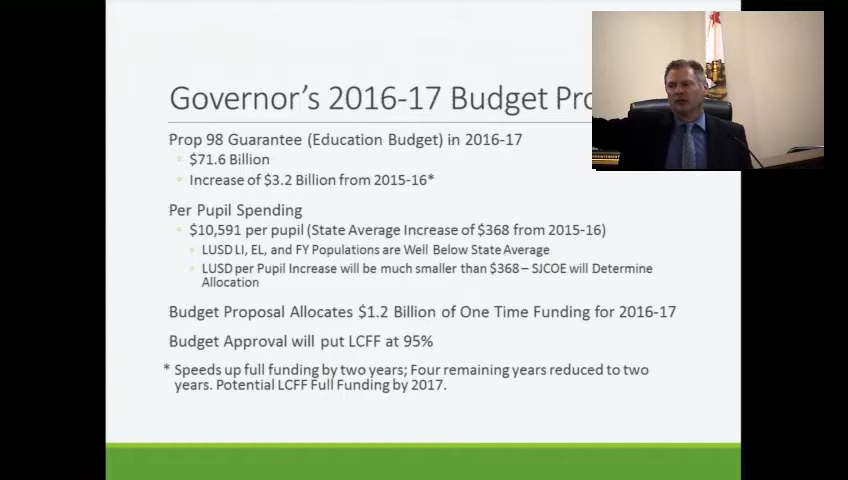 Governor's 2016-17 Budget Pro
Prop 98 Guarantee (Education Budget) in 2016-17
$71.6 Billion
Increase of $3.2 Billion from 2015-16*
Per Pupil Spending
$10,591 per pupil (State Average Increase of $368 from 2015-16)
LUSD LI, EL, and FY Populations are Well Below State Average
LUSD per Pupil Increase will be much smaller than $368 – SJCOE will Determine
Allocation
Budget Proposal Allocates $1.2 Billion of One Time Funding for 2016-17
Budget Approval will put LCFF at 95%
* Speeds up full funding by two years; Four remaining years reduced to two
years. Potential LCFF Full Funding by 2017.